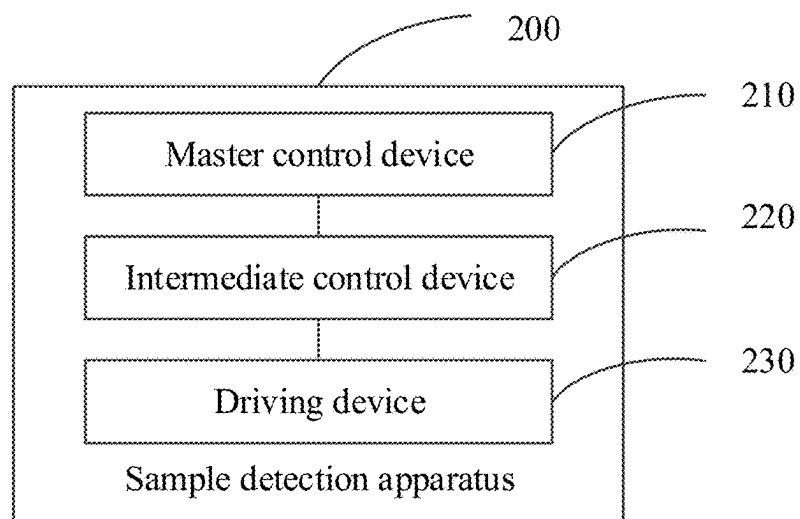 200
210
Master control device
220
Intermediate control device
230
Driving device
Sample detection apparatus